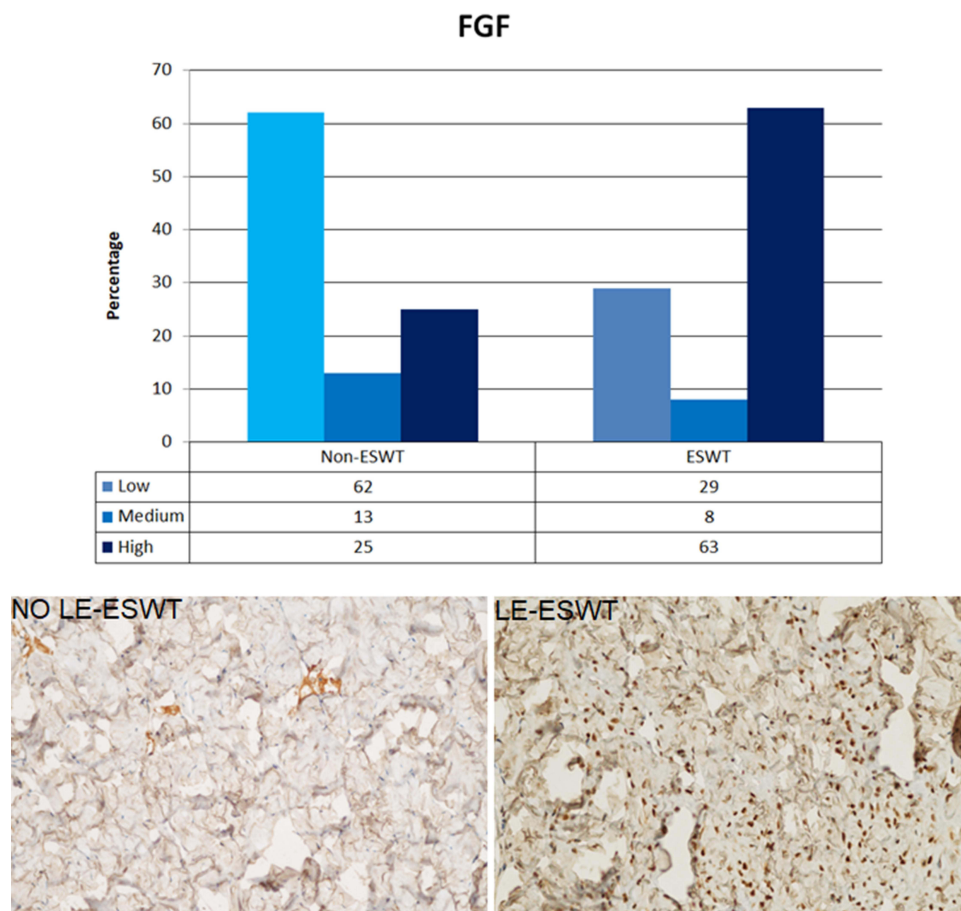 FGF
70
60
50
40
30
20
10
0
Percentage
Non-ESWT ESWT
Low 62 29
Medium 13 8
High 25 63
NO LE-ESWT
LE-ESWT